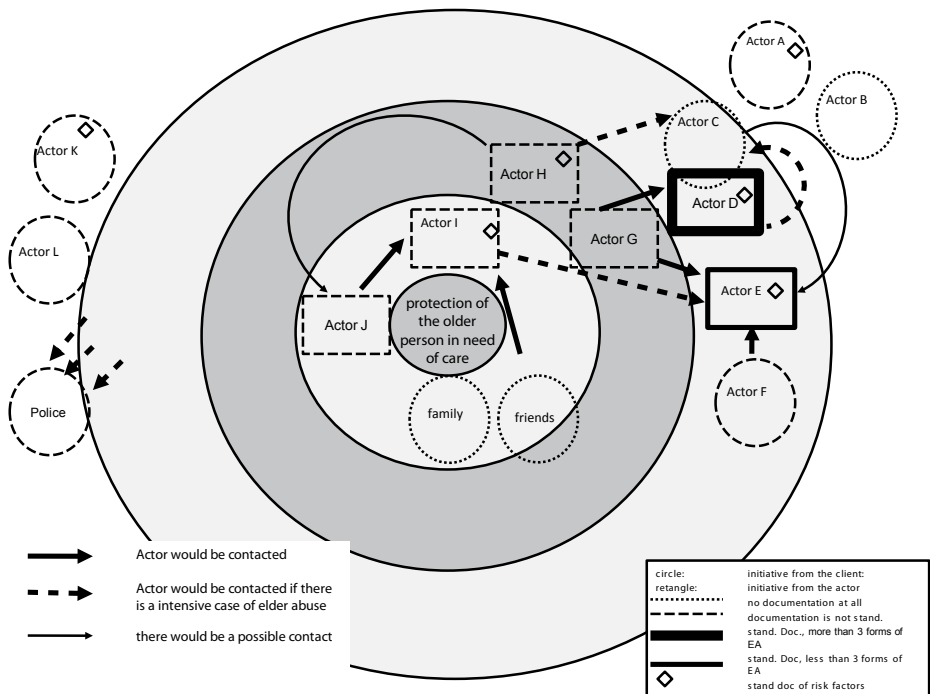 Actor A
Actor B
Actor C
Actor K
Actor H
Actor D
Actor I
Actor G
Actor L
Actor E
protection of
the older
person in need
of care
Actor J
Actor F
Police
family
friends
Actor would be contacted
Actor would be contacted if there
is a intensive case of elder abuse
there would be a possible contact
circle: initiative from the client:
retangle: initiative from the actor
no documentation at all
documentation is not stand.
stand. Doc., more than 3 forms of
EA
stand. Doc, less than 3 forms of
EA
stand doc of risk factors